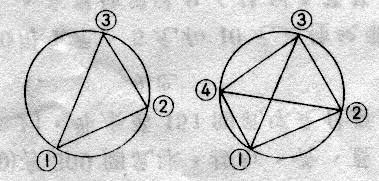 ③ ③
④
② ②
① ①